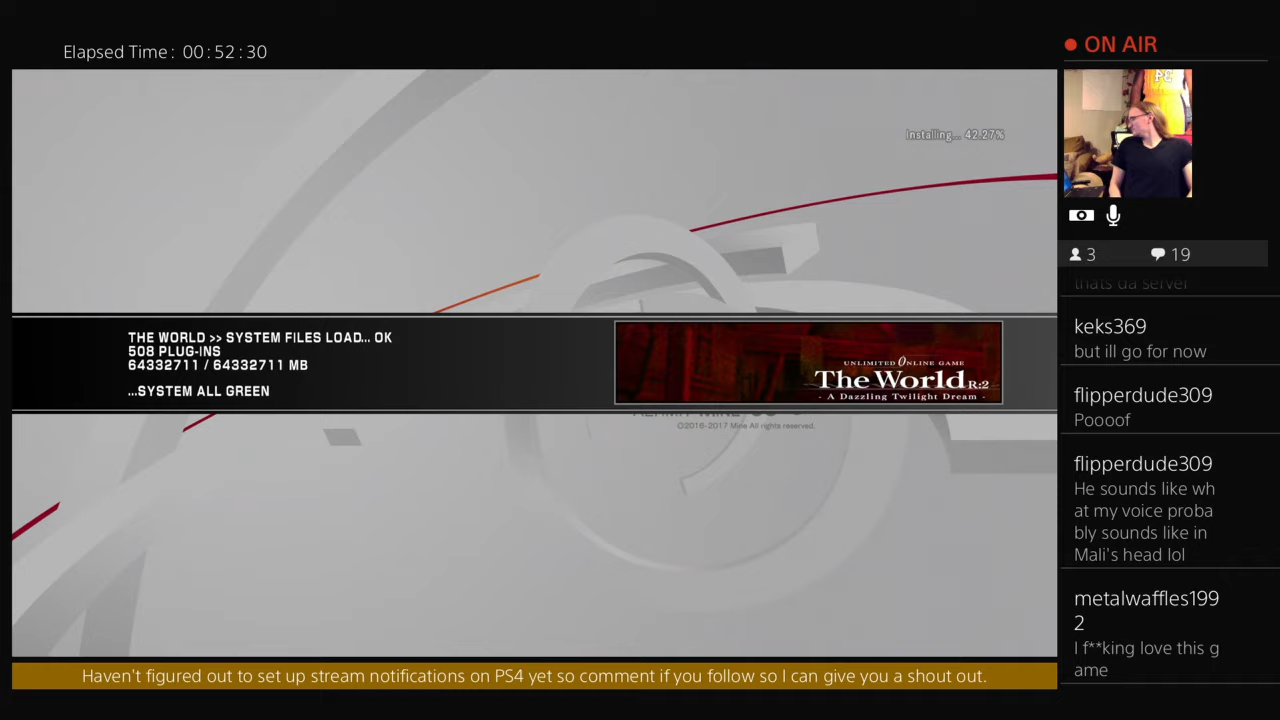 Elapsed Time: 00:52:30
ON AIR
Installing... 42.27%
3 19
thats da server
THE WORLD >> SYSTEM FILES LOAD... OK
508 PLUG-INS
64332711 / 64332711 MB
...SYSTEM ALL GREEN
UNLIMITED ONLINE GAME
The World R:2
- A Dazzling Twilight Dream -
©2016-2017 Mine All rights reserved.
keks369
but ill go for now
flipperdude309
Poooof
flipperdude309
He sounds like wh
at my voice proba
bly sounds like in
Mali's head lol
metalwaffles199
2
I f**king love this g
ame
Haven't figured out to set up stream notifications on PS4 yet so comment if you follow so I can give you a shout out.